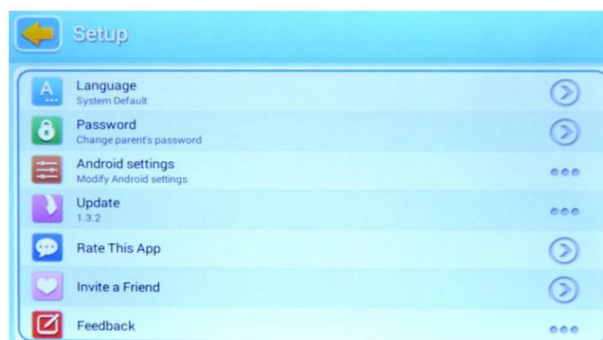 Setup
Language
System Default
Password
Change parent's password
Android settings
Modify Android settings
Update
1.3.2
Rate This App
Invite a Friend
Feedback